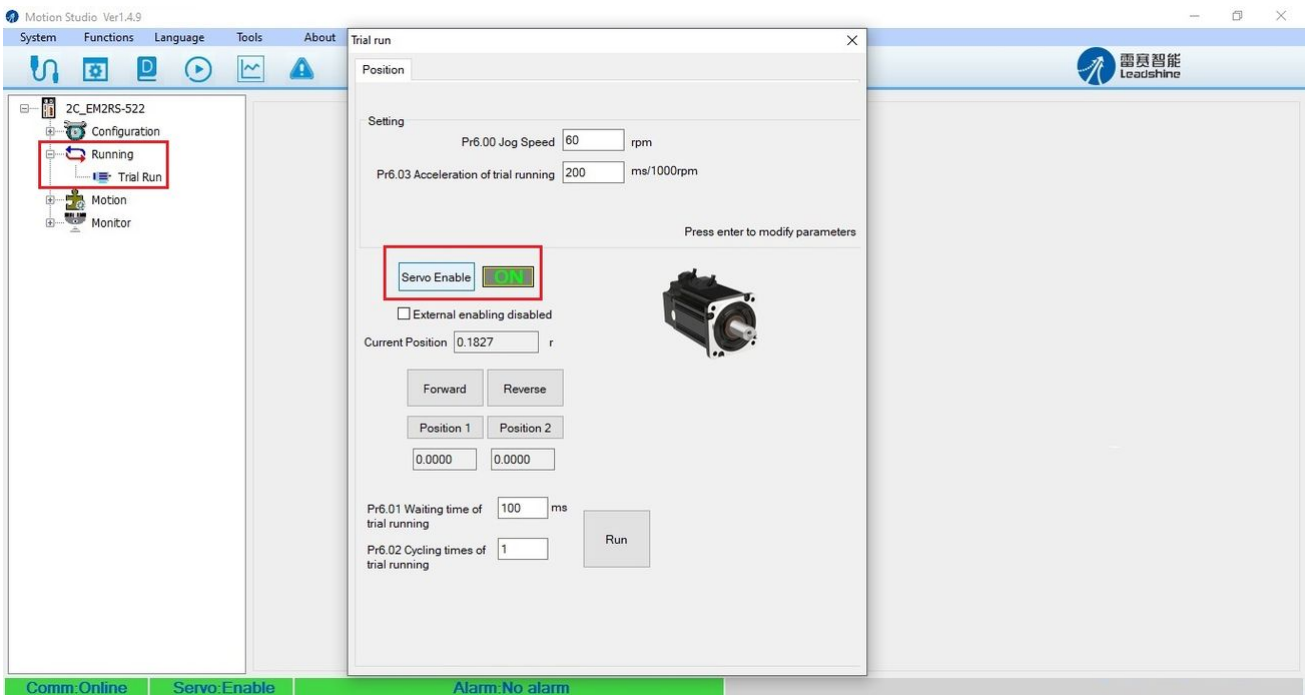 Motion Studio Ver1.4.9
System Functions Language Tools About
Trial run
雷赛智能
Leadshine
Position
2C_EM2RS-522
Configuration
Running
Trial Run
Motion
Monitor
Setting
Pr6.00 Jog Speed 60 rpm
Pr6.03 Acceleration of trial running 200 ms/1000rpm
Press enter to modify parameters
Servo Enable ON
External enabling disabled
Current Position 0.1827 r
Forward Reverse
Position 1 Position 2
0.0000 0.0000
Pr6.01 Waiting time of 100 ms
trial running
Run
Pr6.02 Cycling times of 1
trial running
Comm:Online Servo:Enable Alarm:No alarm